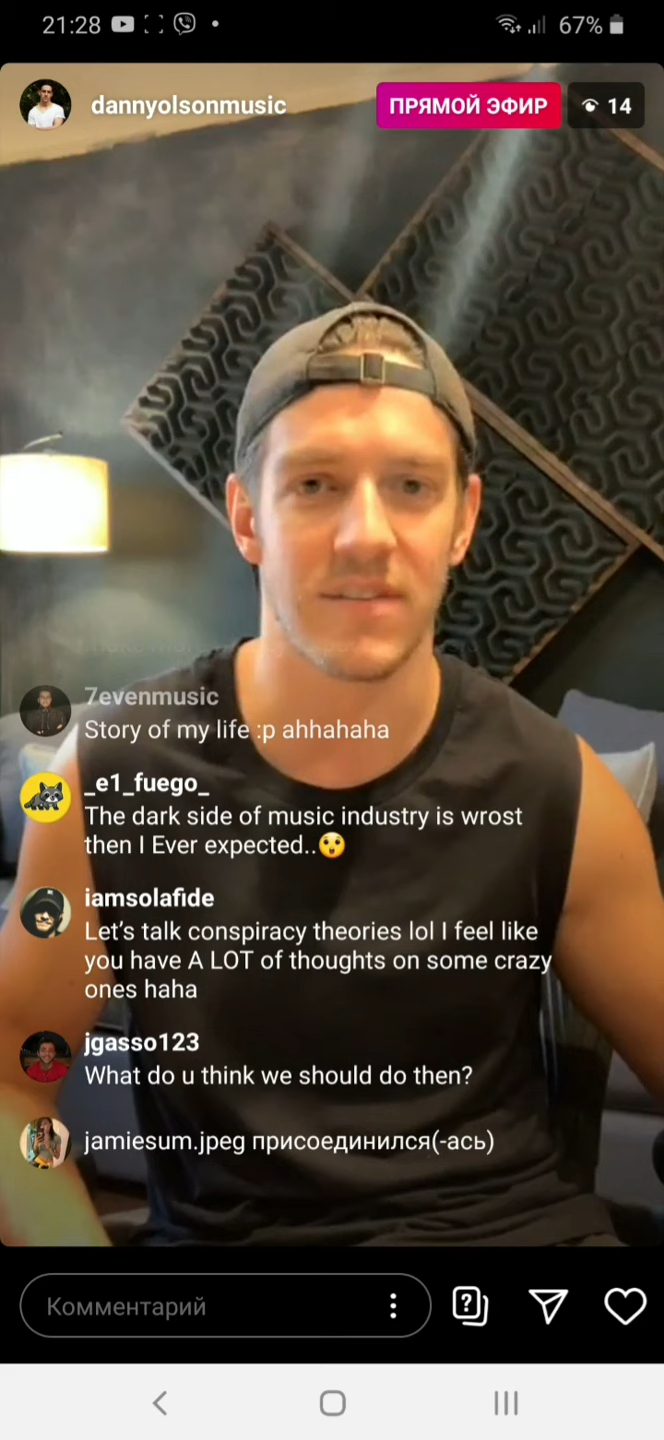 21:28
67%
dannyolsonmusic
ПРЯМОЙ ЭФИР
14
7evenmusic
Story of my life :p ahhahaha
_e1_fuego_
The dark side of music industry is wrost
then I Ever expected..😲
iamsolafide
Let's talk conspiracy theories lol I feel like
you have A LOT of thoughts on some crazy
ones haha
jgasso123
What do u think we should do then?
jamiesum.jpeg присоединился(-ась)
Комментарий